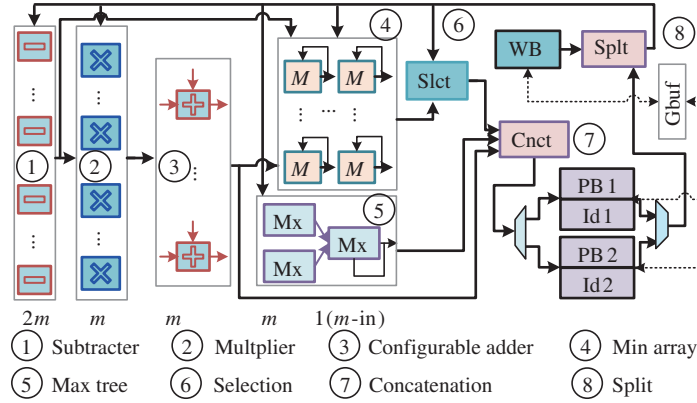 4
6
8
WB
Splt
M M
Slct
Gbuf
... ...
Cnct
M M
7
1 2 3
PB 1
Id 1
5
Mx
Mx
Mx
PB 2
Id 2
2m m m m 1(m-in)
1 Subtracter 2 Multplier 3 Configurable adder 4 Min array
5 Max tree 6 Selection 7 Concatenation 8 Split